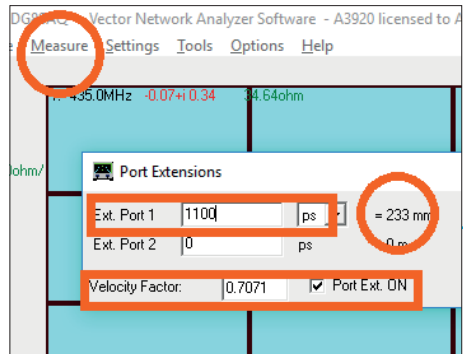 Vector Network Analyzer Software - A3920 licensed to
Measure Settings Tools Options Help
435.0MHz -0.07+i 0.34 34.64ohm
ohm/
Port Extensions
Ext. Port 1 1100 ps = 233 mm
Ext. Port 2 0 ps 0 m
Velocity Factor: 0.7071 Port Ext. ON